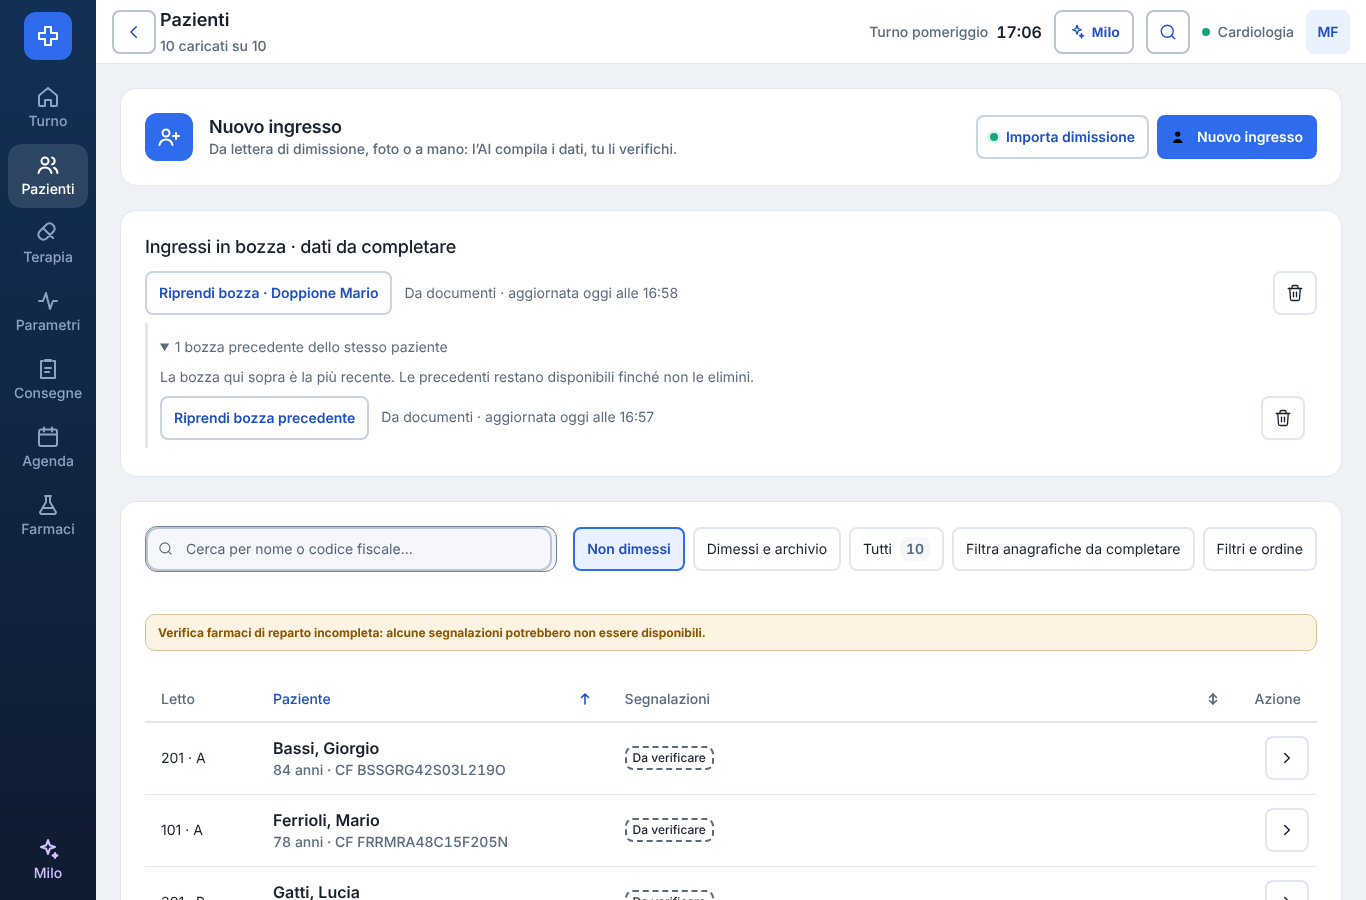 Pazienti
10 caricati su 10
Turno pomeriggio 17:06
Milo
Cardiologia
MF
Turno
Pazienti
Terapia
Parametri
Consegne
Agenda
Farmaci
Milo
Nuovo ingresso
Da lettera di dimissione, foto o a mano: l’AI compila i dati, tu li verifichi.
Importa dimissione
Nuovo ingresso
Ingressi in bozza · dati da completare
Riprendi bozza · Doppione Mario
Da documenti · aggiornata oggi alle 16:58
1 bozza precedente dello stesso paziente
La bozza qui sopra è la più recente. Le precedenti restano disponibili finché non le elimini.
Riprendi bozza precedente
Da documenti · aggiornata oggi alle 16:57
Cerca per nome o codice fiscale...
Non dimessi
Dimessi e archivio
Tutti 10
Filtra anagrafiche da completare
Filtri e ordine
Verifica farmaci di reparto incompleta: alcune segnalazioni potrebbero non essere disponibili.
Letto Paziente Segnalazioni Azione
201 · A
Bassi, Giorgio
84 anni · CF BSSGRG42S03L219O
Da verificare
101 · A
Ferrioli, Mario
78 anni · CF FRRMRA48C15F205N
Da verificare
Gatti, Lucia